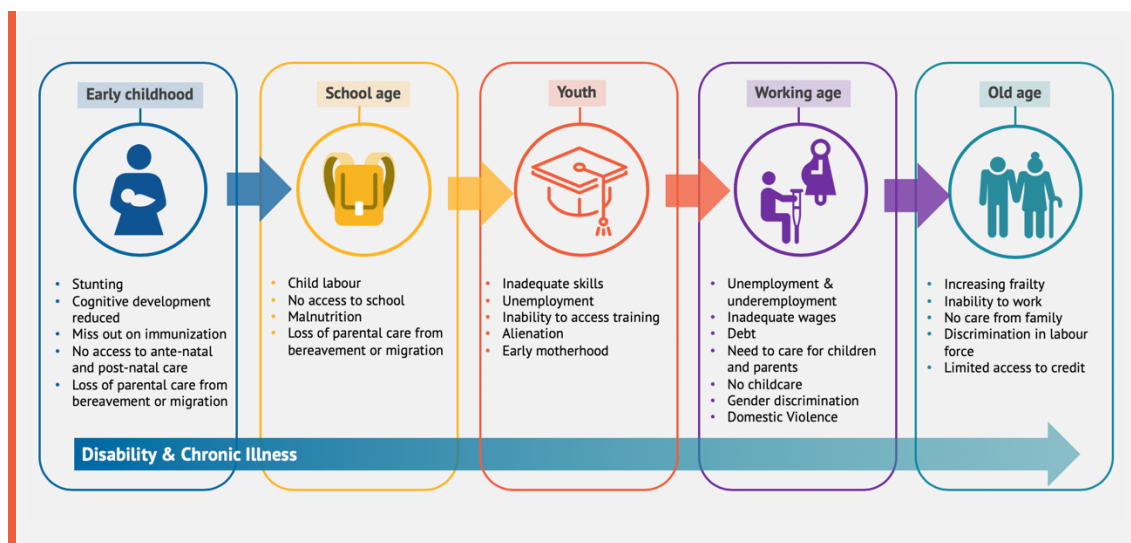 Early childhood
• Stunting
• Cognitive development
reduced
• Miss out on immunization
• No access to ante-natal
and post-natal care
• Loss of parental care from
bereavement or migration
School age
• Child labour
• No access to school
• Malnutrition
• Loss of parental care from
bereavement or migration
Youth
• Inadequate skills
• Unemployment
• Inability to access training
• Alienation
• Early motherhood
Working age
• Unemployment &
underemployment
• Inadequate wages
• Debt
• Need to care for children
and parents
• No childcare
• Gender discrimination
• Domestic Violence
Old age
• Increasing frailty
• Inability to work
• No care from family
• Discrimination in labour
force
• Limited access to credit
Disability & Chronic Illness